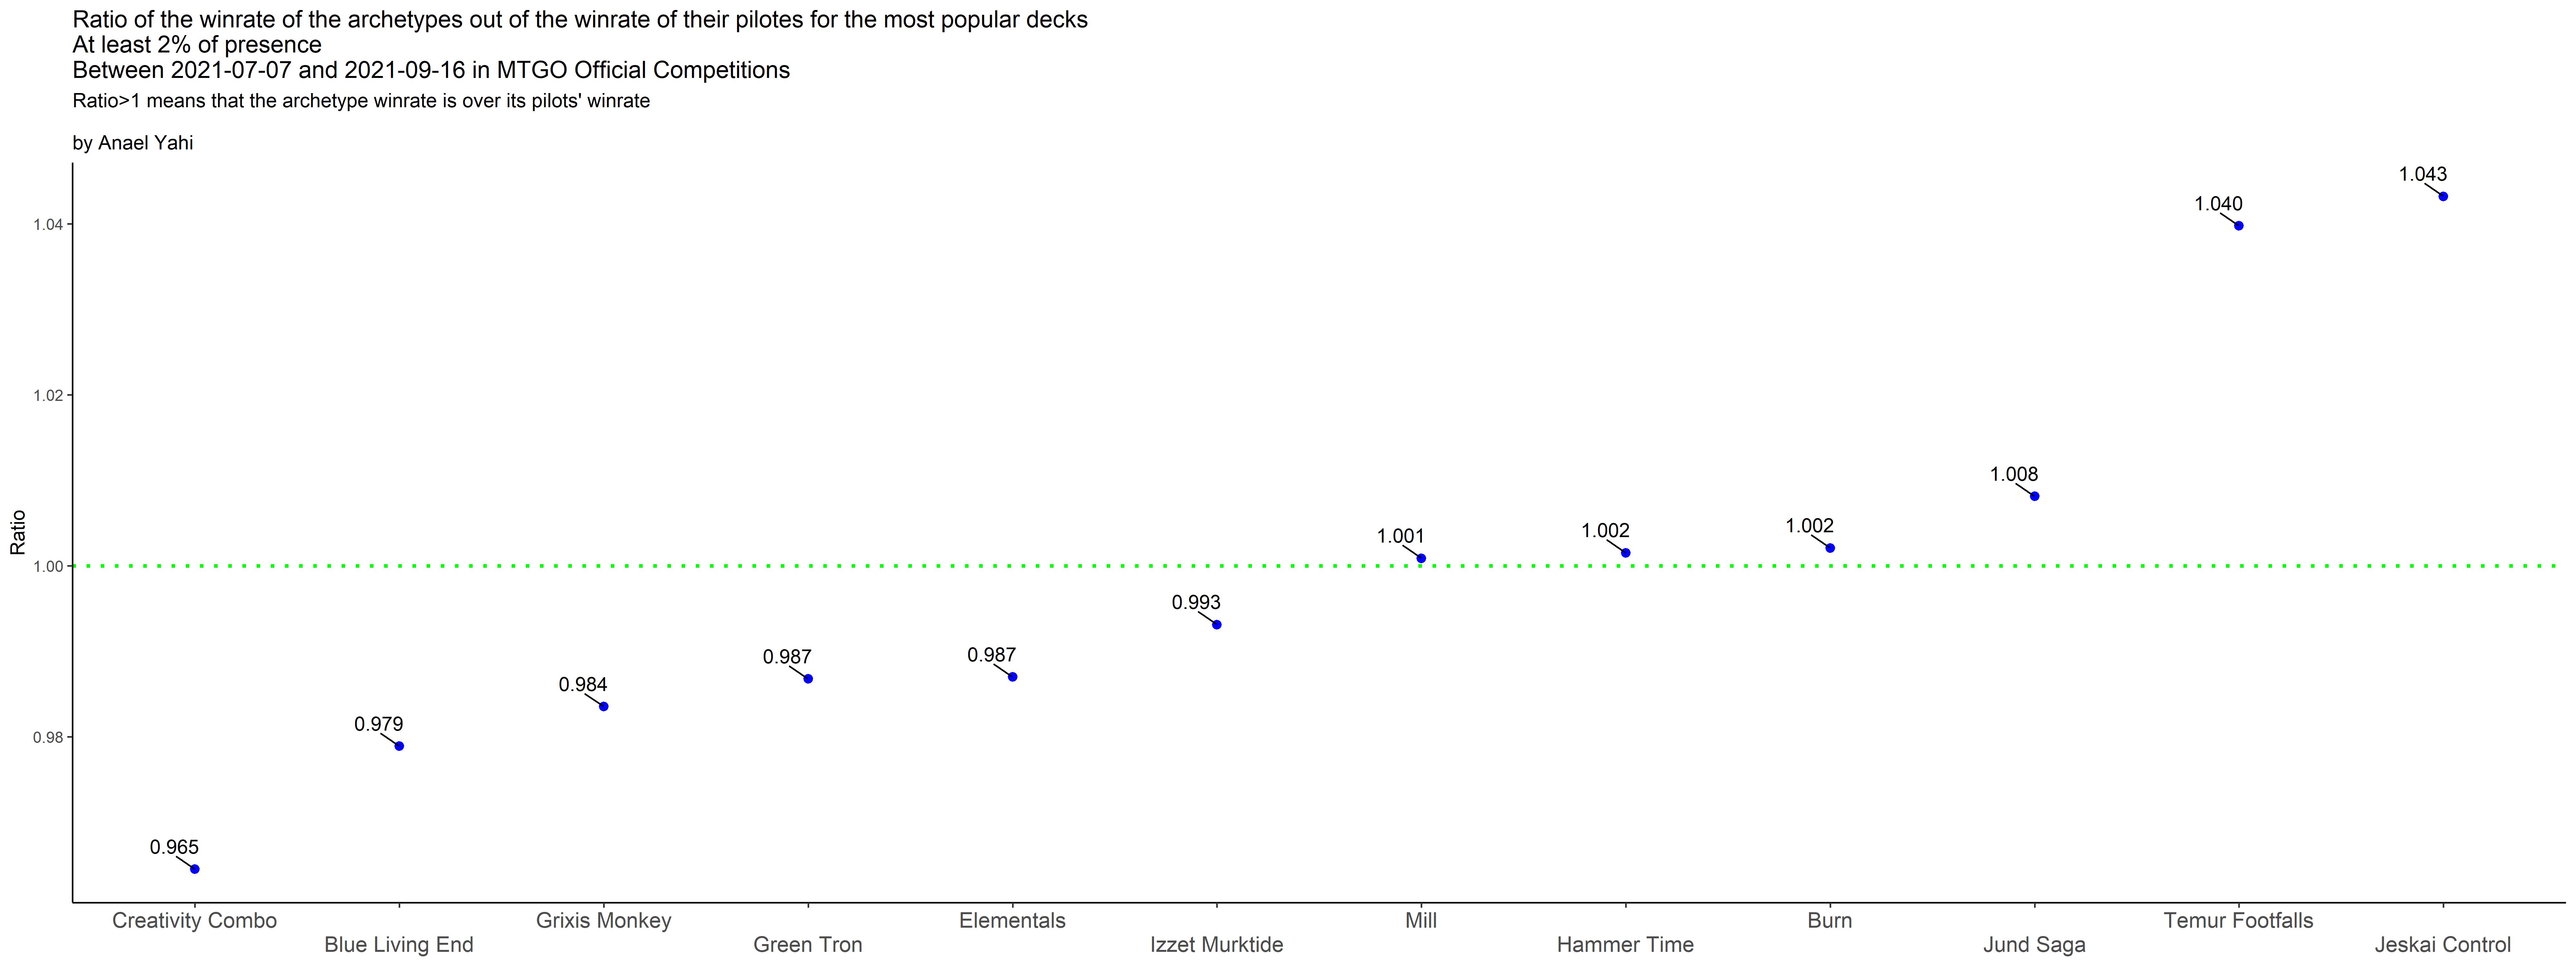 Ratio of the winrate of the archetypes out of the winrate of their pilotes for the most popular decks
At least 2% of presence
Between 2021-07-07 and 2021-09-16 in MTGO Official Competitions
Ratio>1 means that the archetype winrate is over its pilots' winrate
by Anael Yahi
Ratio
1.04
1.02
1.00
0.98
0.965
0.979
0.984
0.987
0.987
0.993
1.001
1.002
1.002
1.008
1.040
1.043
Creativity Combo
Blue Living End
Grixis Monkey
Green Tron
Elementals
Izzet Murktide
Mill
Hammer Time
Burn
Jund Saga
Temur Footfalls
Jeskai Control